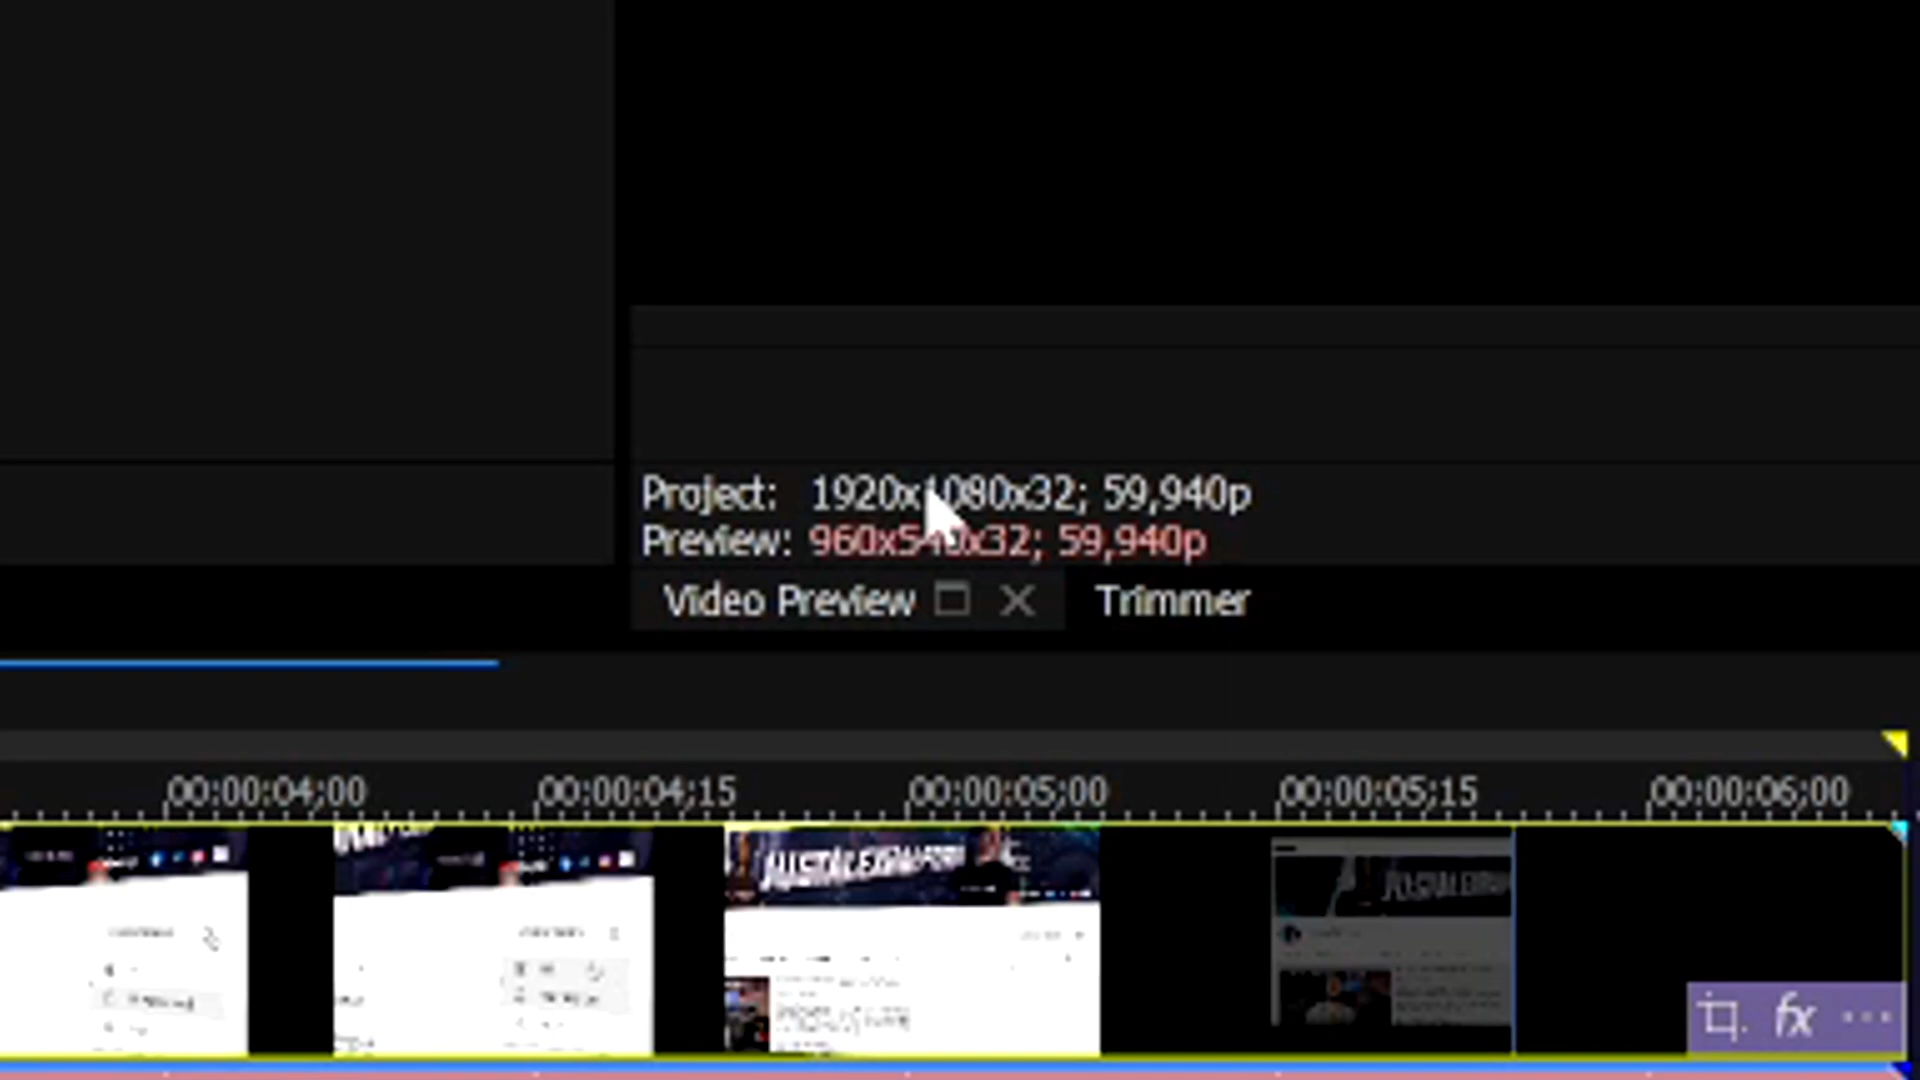 Project: 1920x1080x32; 59,940p
Preview: 960x540x32; 59,940p
Video Preview Trimmer
00:00:04;00 00:00:04;15 00:00:05;00 00:00:05;15 00:00:06;00
fx